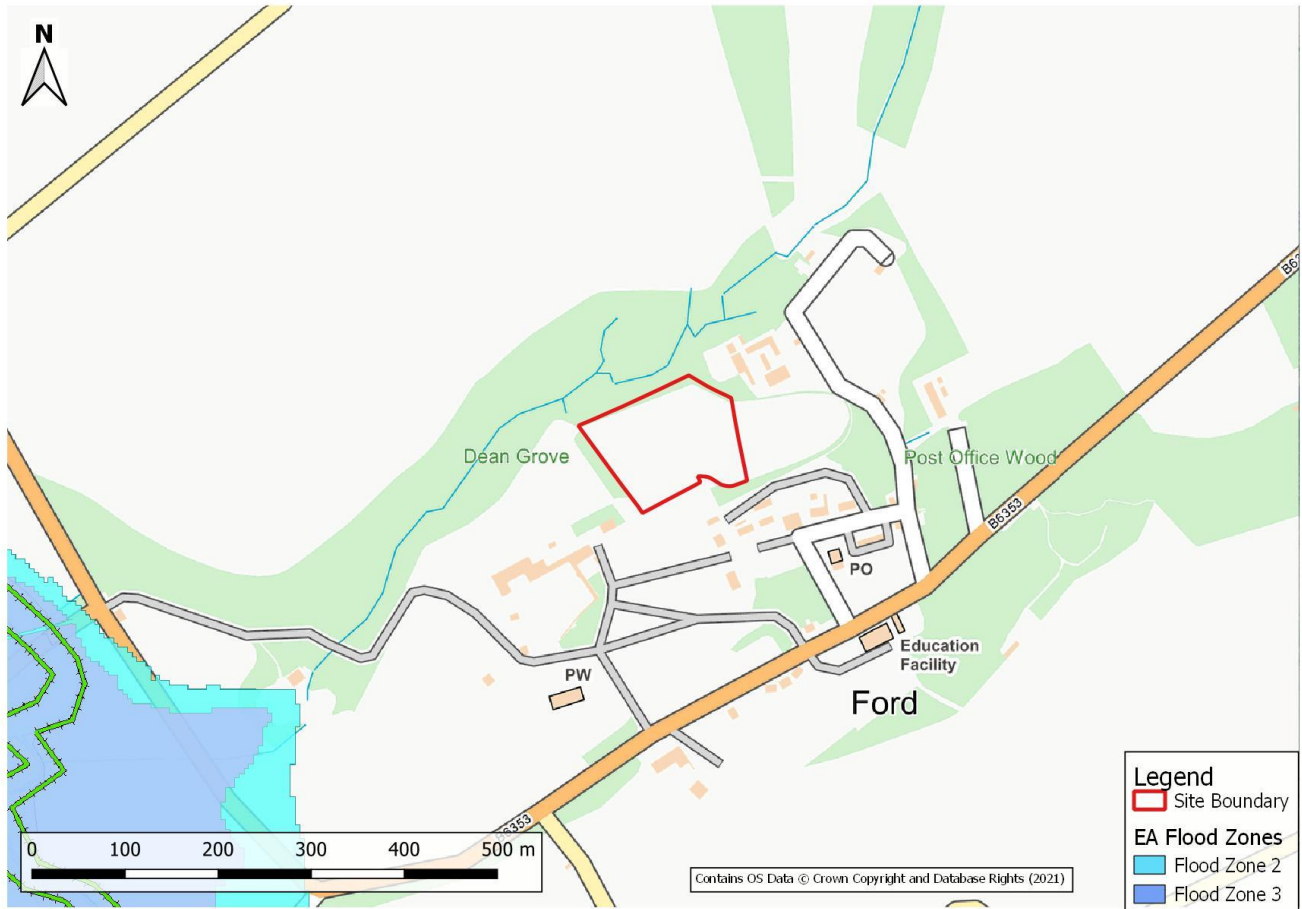 N
B63
Dean Grove
Post Office Wood
B6353
PO
Education
Facility
PW
Ford
B6353
Legend
Site Boundary
EA Flood Zones
Flood Zone 2
Flood Zone 3
0 100 200 300 400 500 m
Contains OS Data © Crown Copyright and Database Rights (2021)